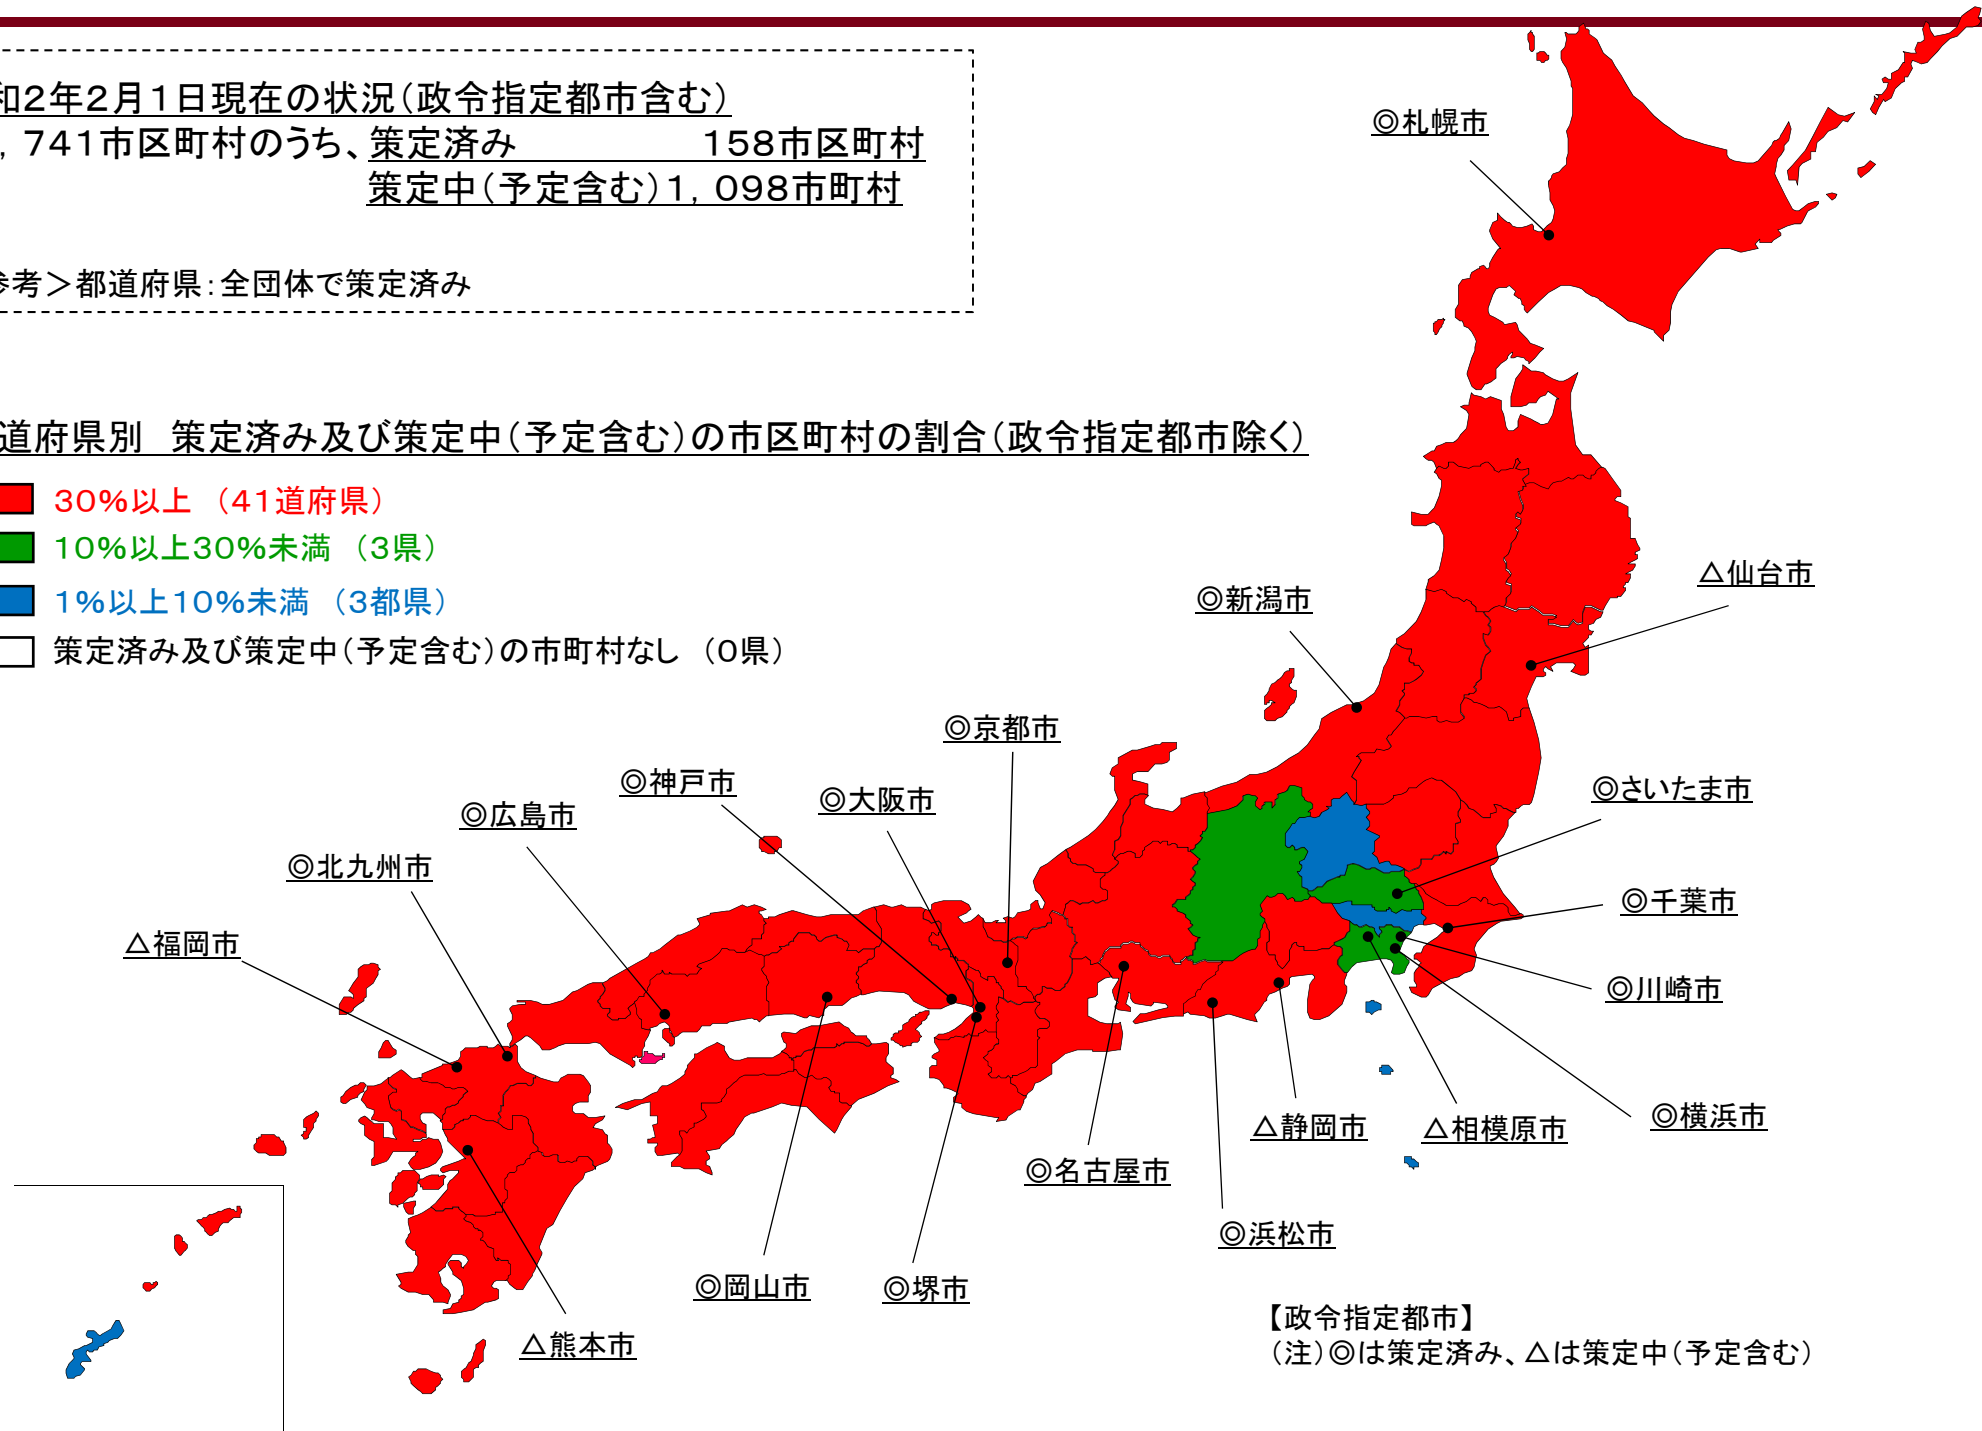 和2年2月1日現在の状況(政令指定都市含む)
，741市区町村のうち、策定済み　158市区町村
策定中(予定含む)1，098市町村
参考＞都道府県：全団体で策定済み
道府県別　策定済み及び策定中(予定含む)の市区町村の割合(政令指定都市除く)
30%以上 (41道府県)
10%以上30%未満 (3県)
1%以上10%未満 (3都県)
策定済み及び策定中(予定含む)の市町村なし (0県)
◎札幌市
△仙台市
◎新潟市
◎京都市
◎神戸市
◎大阪市
◎さいたま市
◎広島市
◎北九州市
◎千葉市
△福岡市
◎川崎市
◎横浜市
△静岡市
△相模原市
◎名古屋市
◎浜松市
◎岡山市
◎堺市
△熊本市
【政令指定都市】
(注)◎は策定済み、△は策定中(予定含む)